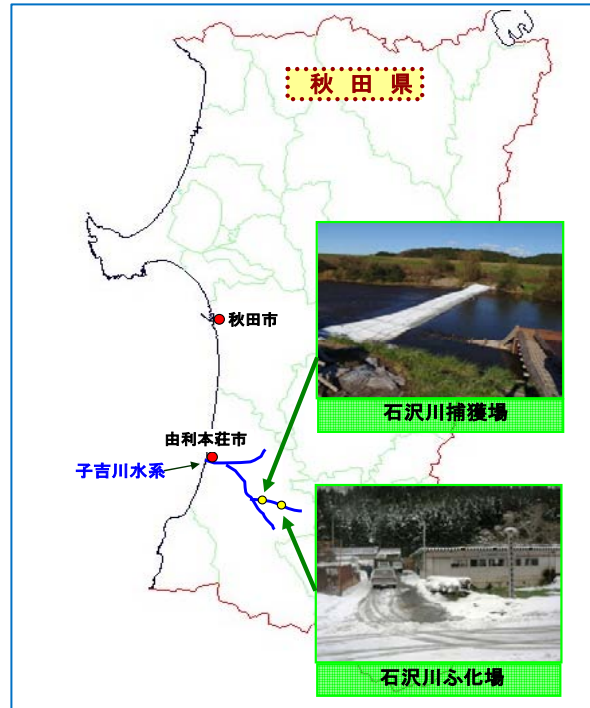 秋 田 県
秋田市
石沢川捕獲場
由利本荘市
子吉川水系
石沢川ふ化場